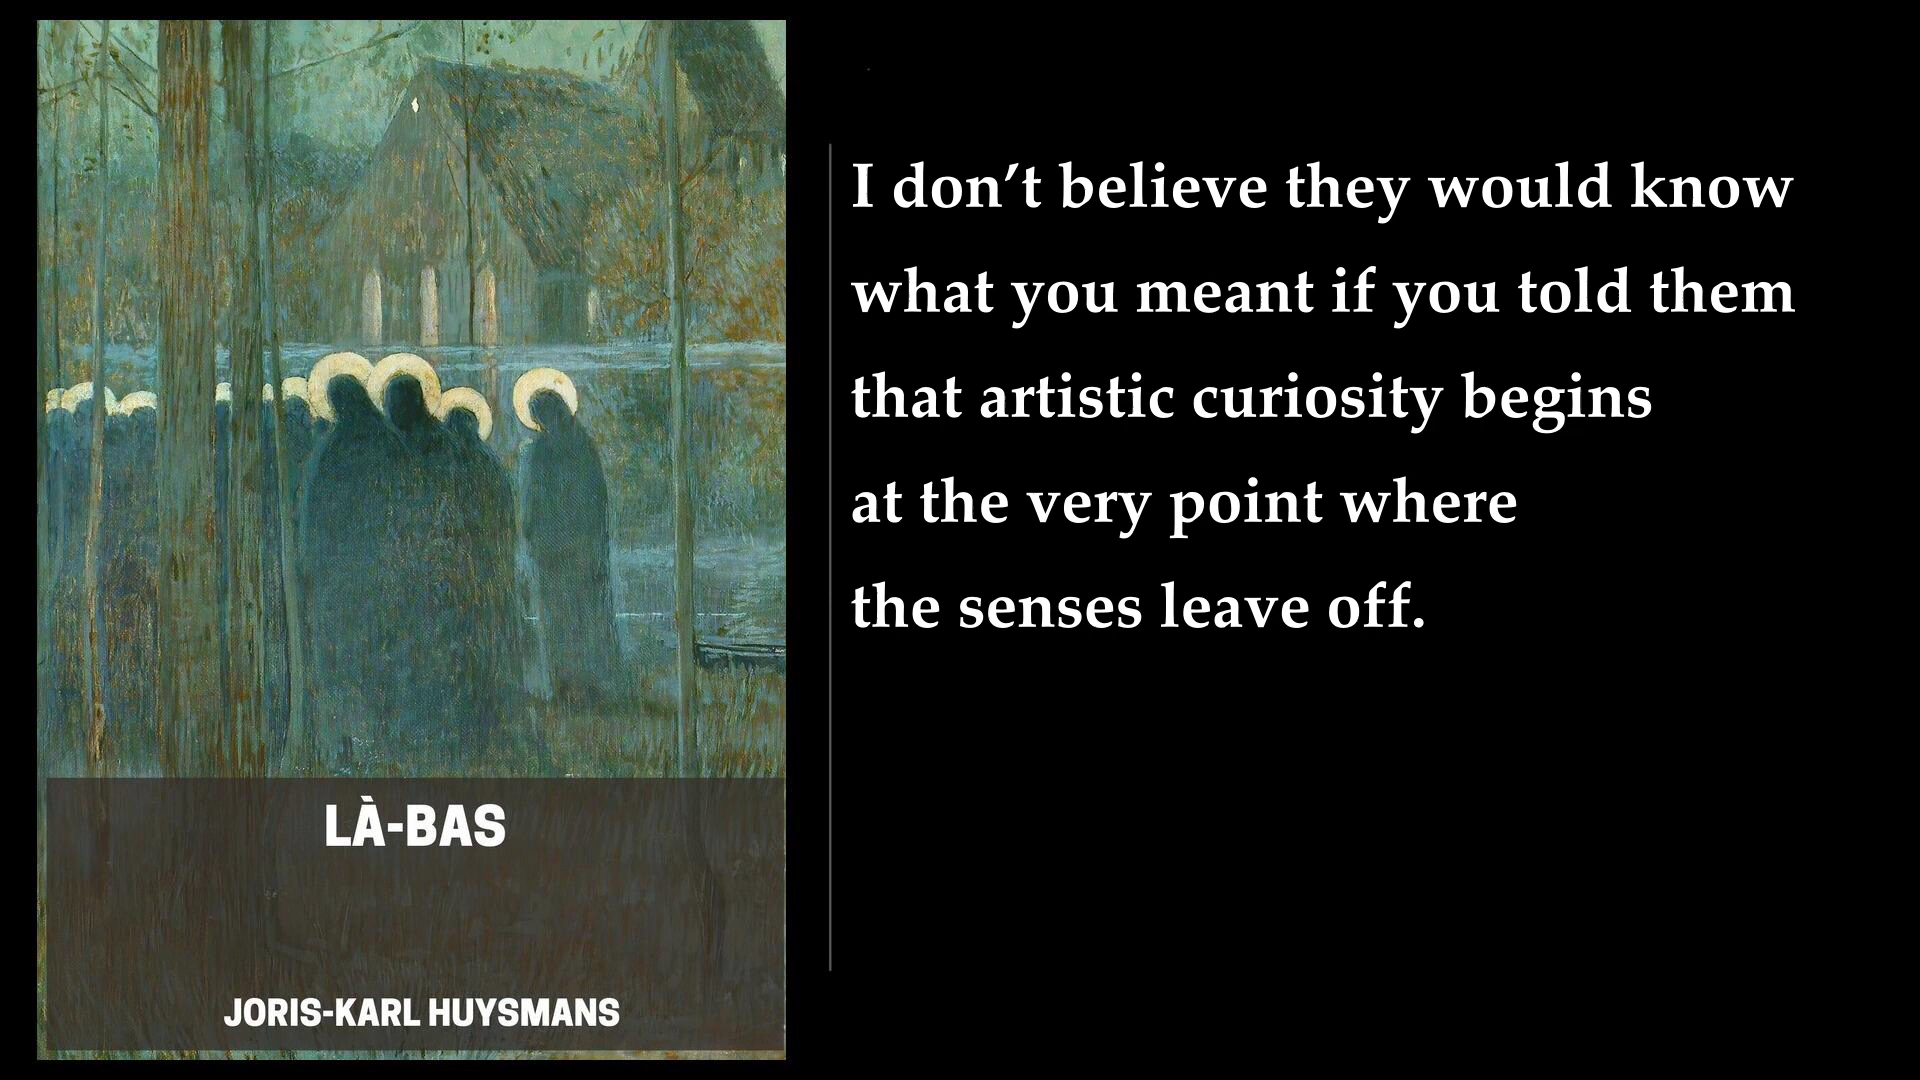 LÀ-BAS
JORIS-KARL HUYSMANS
I don’t believe they would know
what you meant if you told them
that artistic curiosity begins
at the very point where
the senses leave off.